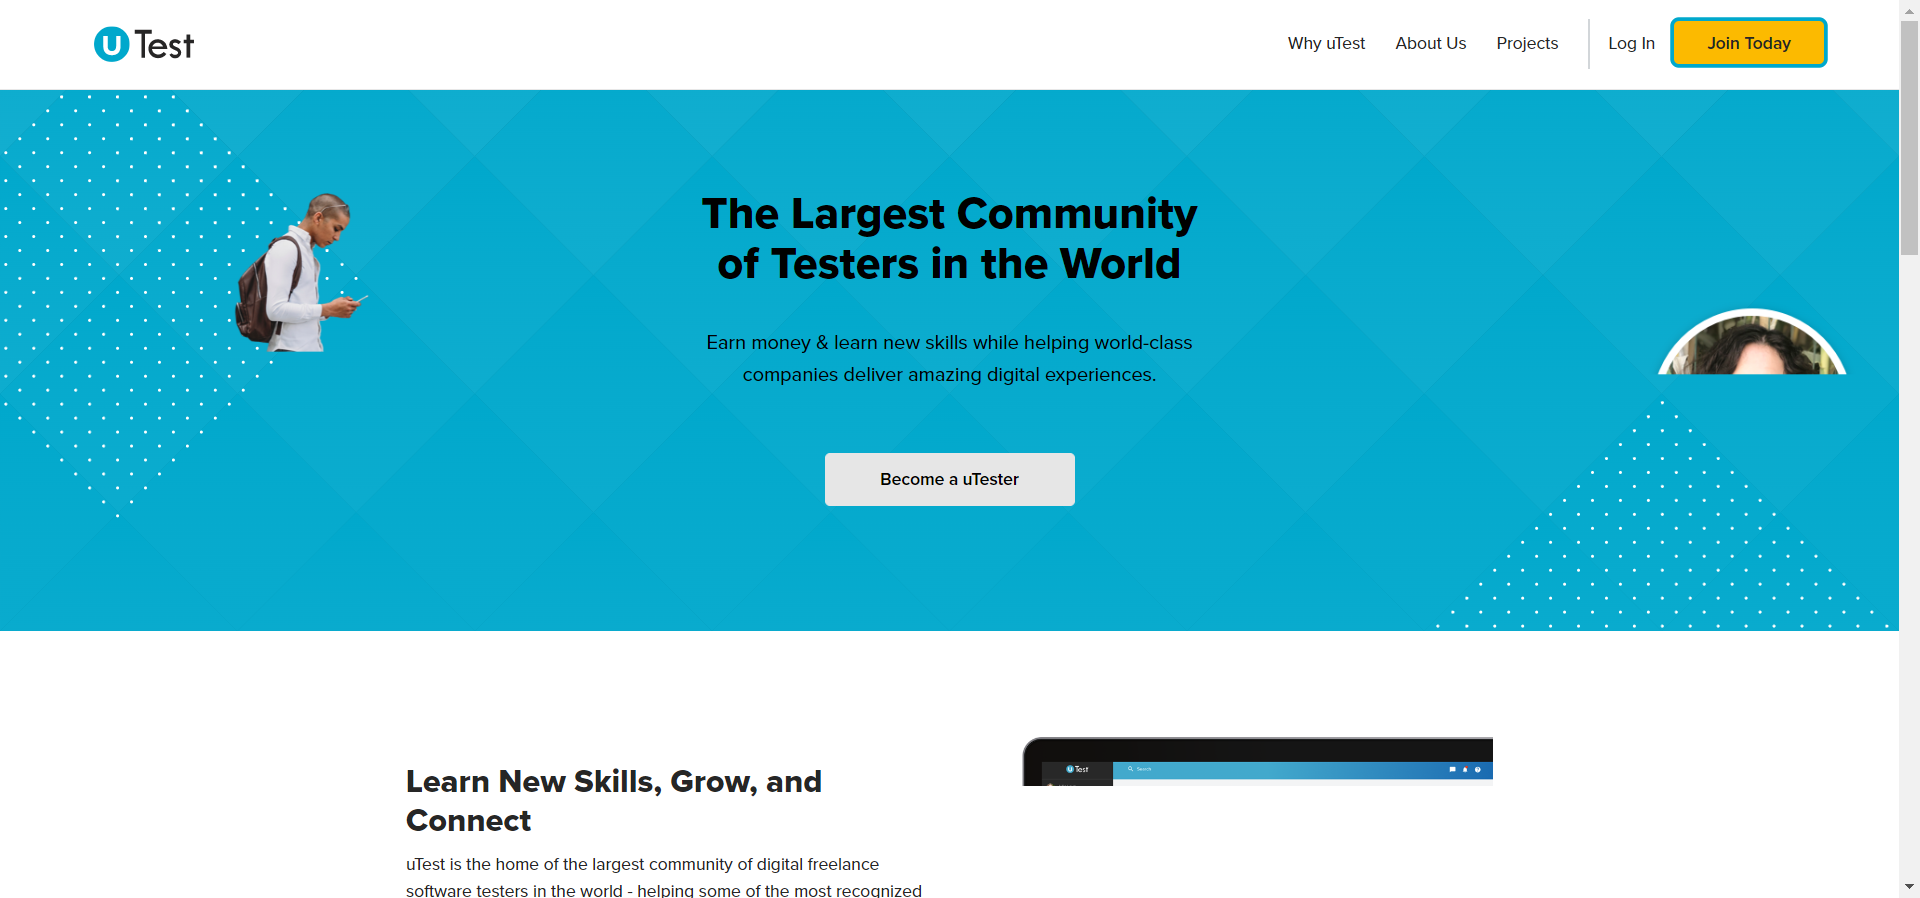 uTest
Why uTest
About Us
Projects
Log In
Join Today
The Largest Community
of Testers in the World
Earn money & learn new skills while helping world-class
companies deliver amazing digital experiences.
Become a uTester
Learn New Skills, Grow, and
Connect
uTest is the home of the largest community of digital freelance
software testers in the world - helping some of the most recognized
uTest
Search